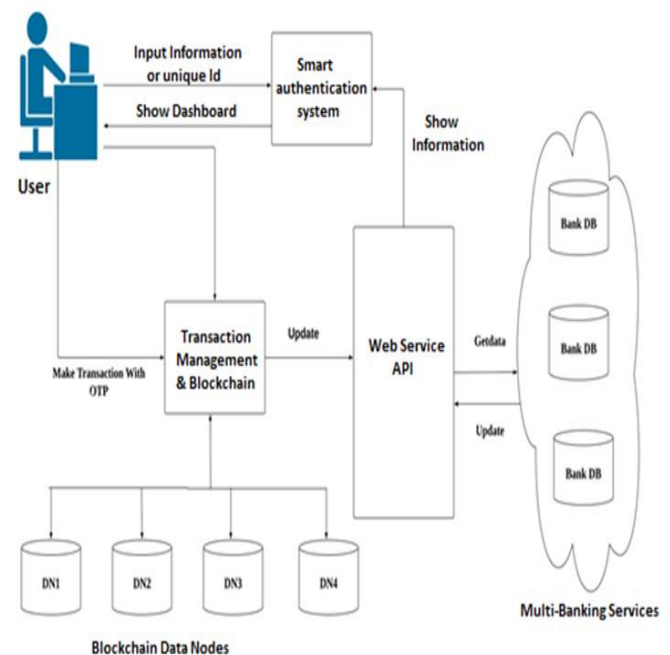 Input Information
or unique Id
Show Dashboard
User
Smart
authentication
system
Show
Information
Transaction
Management
& Blockchain
Make Transaction With
OTP
Update
Web Service
API
Getdata
Update
Bank DB
Bank DB
Bank DB
Multi-Banking Services
DN1
DN2
DN3
DN4
Blockchain Data Nodes